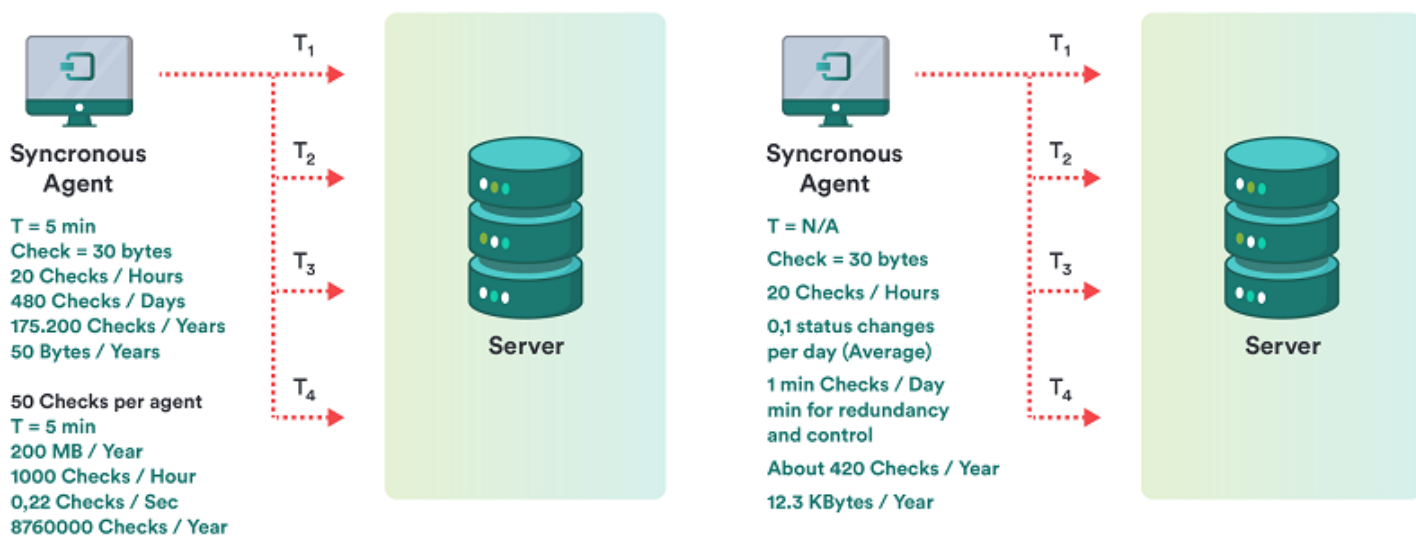 T1
Syncronous
Agent
T = 5 min
Check = 30 bytes
20 Checks / Hours
480 Checks / Days
175.200 Checks / Years
50 Bytes / Years
50 Checks per agent
T = 5 min
200 MB / Year
1000 Checks / Hour
0,22 Checks / Sec
8760000 Checks / Year
T2
T3
T4
Server
T1
Syncronous
Agent
T = N/A
Check = 30 bytes
20 Checks / Hours
0,1 status changes
per day (Average)
1 min Checks / Day
min for redundancy
and control
About 420 Checks / Year
12.3 KBytes / Year
T2
T3
T4
Server